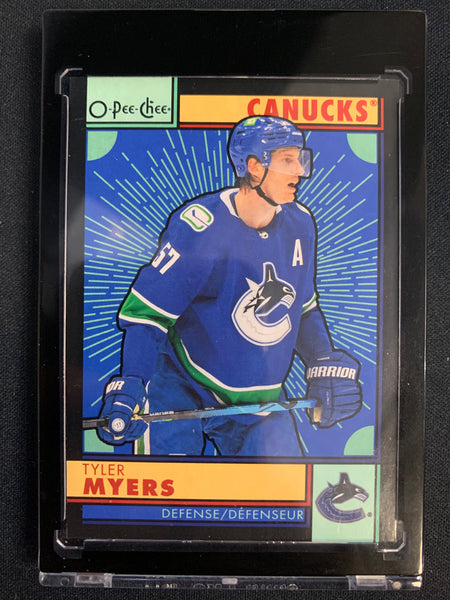 O-Pee-Chee
CANUCKS®
57
A
WARRIOR
TYLER
MYERS
DEFENSE/DÉFENSEUR